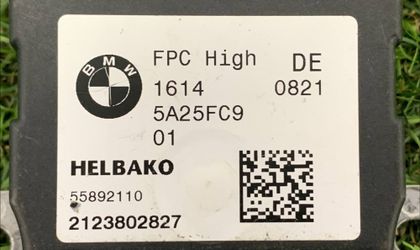 BMW
FPC High DE
1614 0821
5A25FC9
01
HELBAKO
55892110
2123802827